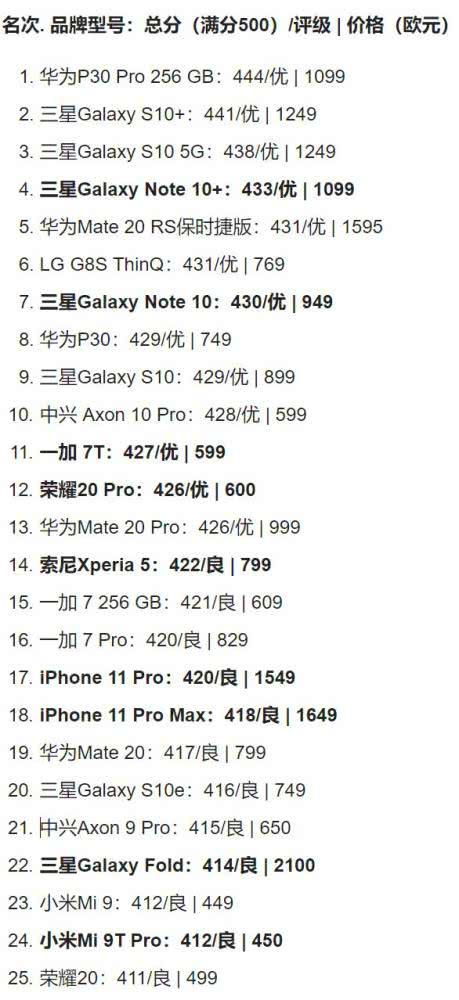 名次. 品牌型号：总分（满分500）/评级 | 价格（欧元）
1. 华为P30 Pro 256 GB：444/优 | 1099
2. 三星Galaxy S10+：441/优 | 1249
3. 三星Galaxy S10 5G：438/优 | 1249
4. 三星Galaxy Note 10+：433/优 | 1099
5. 华为Mate 20 RS保时捷版：431/优 | 1595
6. LG G8S ThinQ：431/优 | 769
7. 三星Galaxy Note 10：430/优 | 949
8. 华为P30：429/优 | 749
9. 三星Galaxy S10：429/优 | 899
10. 中兴 Axon 10 Pro：428/优 | 599
11. 一加 7T：427/优 | 599
12. 荣耀20 Pro：426/优 | 600
13. 华为Mate 20 Pro：426/优 | 999
14. 索尼Xperia 5：422/良 | 799
15. 一加 7 256 GB：421/良 | 609
16. 一加 7 Pro：420/良 | 829
17. iPhone 11 Pro：420/良 | 1549
18. iPhone 11 Pro Max：418/良 | 1649
19. 华为Mate 20：417/良 | 799
20. 三星Galaxy S10e：416/良 | 749
21. 中兴Axon 9 Pro：415/良 | 650
22. 三星Galaxy Fold：414/良 | 2100
23. 小米Mi 9：412/良 | 449
24. 小米Mi 9T Pro：412/良 | 450
25. 荣耀20：411/良 | 499